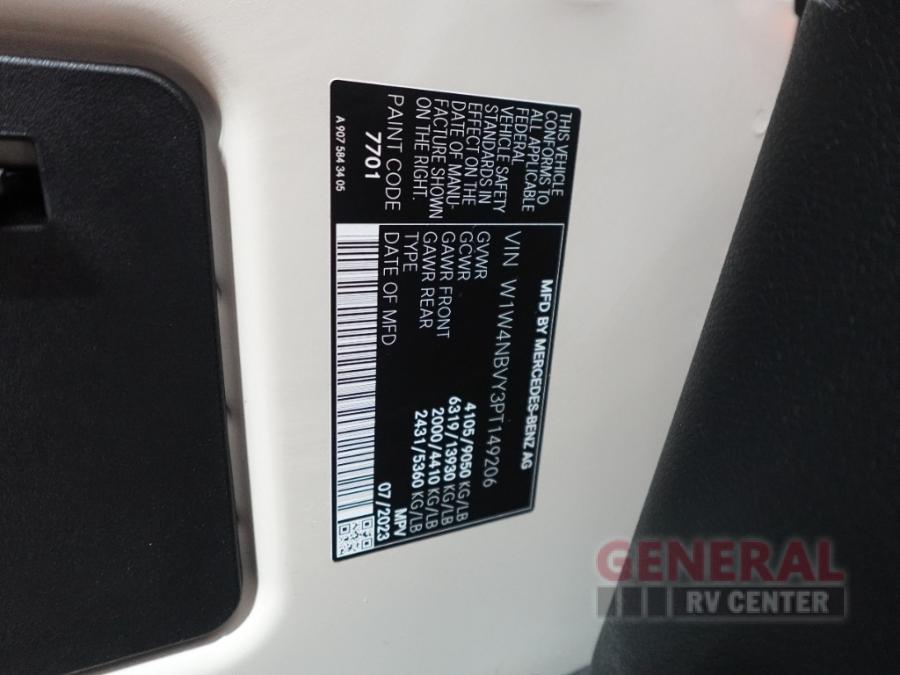 MFD BY MERCEDES-BENZ AG
VIN W1W4NBVY3PT149206
GVWR 4105/9050 KG/LB
GCWR 6319/13930 KG/LB
GAWR FRONT 2000/4410 KG/LB
GAWR REAR 2431/5360 KG/LB
TYPE MPV
DATE OF MFD 07/2023
THIS VEHICLE
CONFORMS TO
ALL APPLICABLE
FEDERAL
VEHICLE SAFETY
STANDARDS IN
EFFECT ON THE
DATE OF MANU-
FACTURE SHOWN
ON THE RIGHT.
PAINT CODE
7701
A 907 584 34 05
GENERAL
RV CENTER